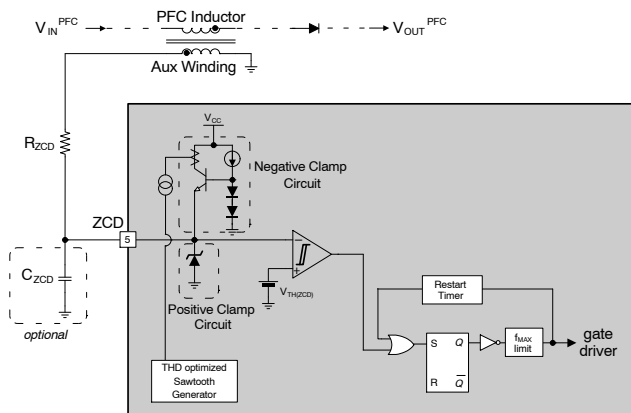 PFC Inductor
V_IN^PFC
V_OUT^PFC
Aux Winding
R_ZCD
V_CC
Negative Clamp
Circuit
ZCD
5
C_ZCD
optional
Positive Clamp
Circuit
V_TH(ZCD)
Restart
Timer
THD optimized
Sawtooth
Generator
S Q
R Q̅
f_MAX
limit
gate
driver